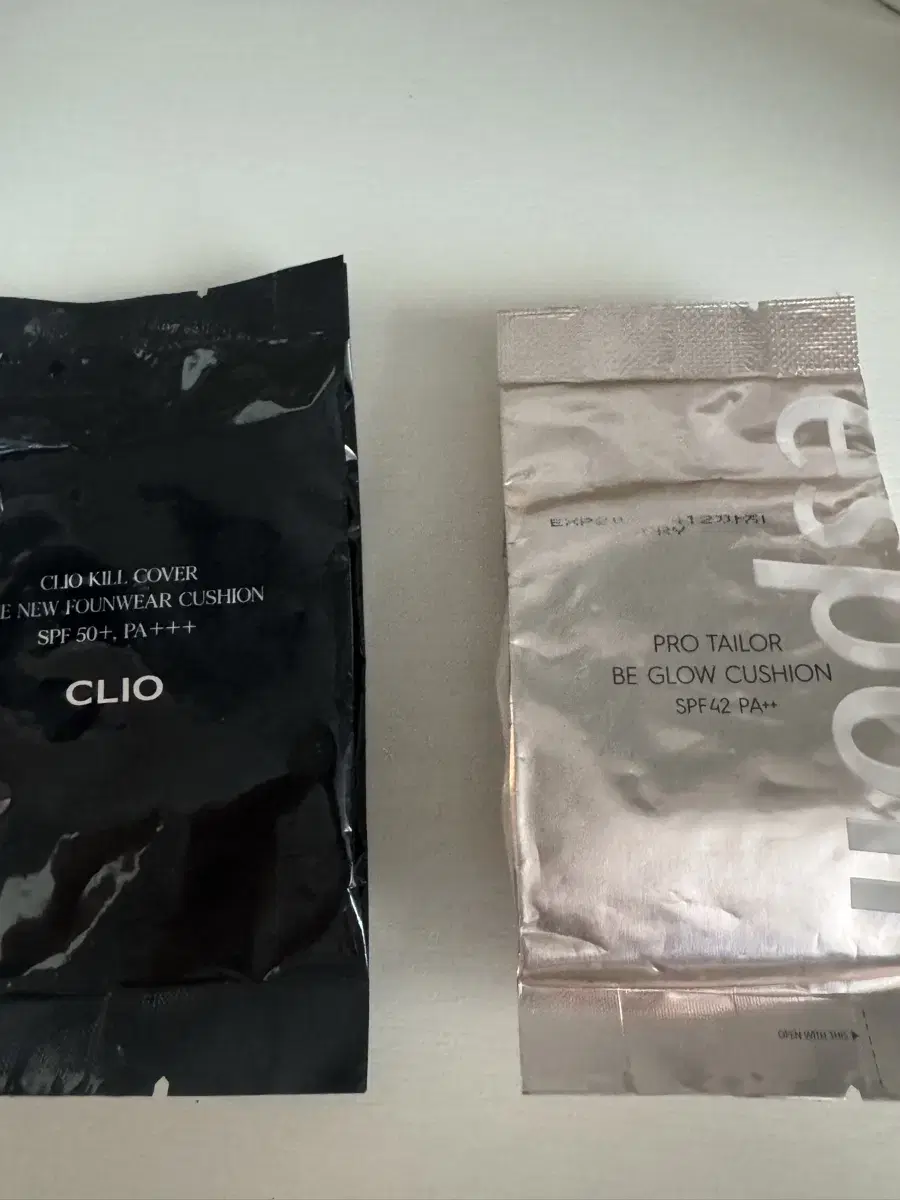 CLIO KILL COVER
E NEW FOUNWEAR CUSHION
SPF 50+, PA+++
CLIO
espoir
PRO TAILOR
BE GLOW CUSHION
SPF42 PA++
OPEN WITH THIS